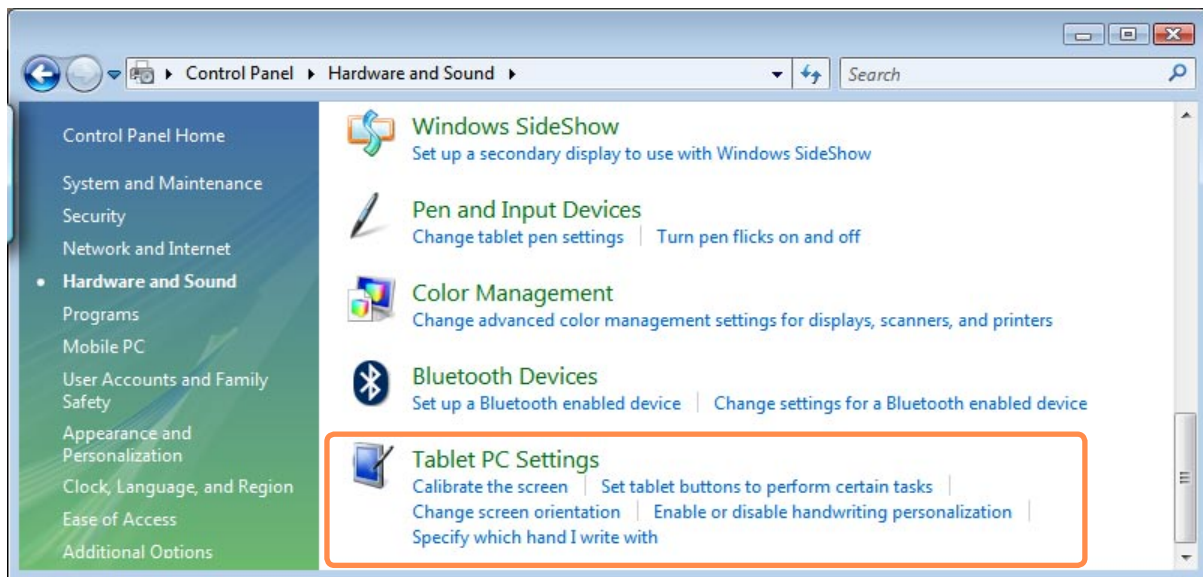 Control Panel Hardware and Sound
Search
Control Panel Home
System and Maintenance
Security
Network and Internet
Hardware and Sound
Programs
Mobile PC
User Accounts and Family
Safety
Appearance and
Personalization
Clock, Language, and Region
Ease of Access
Additional Options
Windows SideShow
Set up a secondary display to use with Windows SideShow
Pen and Input Devices
Change tablet pen settings Turn pen flicks on and off
Color Management
Change advanced color management settings for displays, scanners, and printers
Bluetooth Devices
Set up a Bluetooth enabled device Change settings for a Bluetooth enabled device
Tablet PC Settings
Calibrate the screen Set tablet buttons to perform certain tasks
Change screen orientation Enable or disable handwriting personalization
Specify which hand I write with